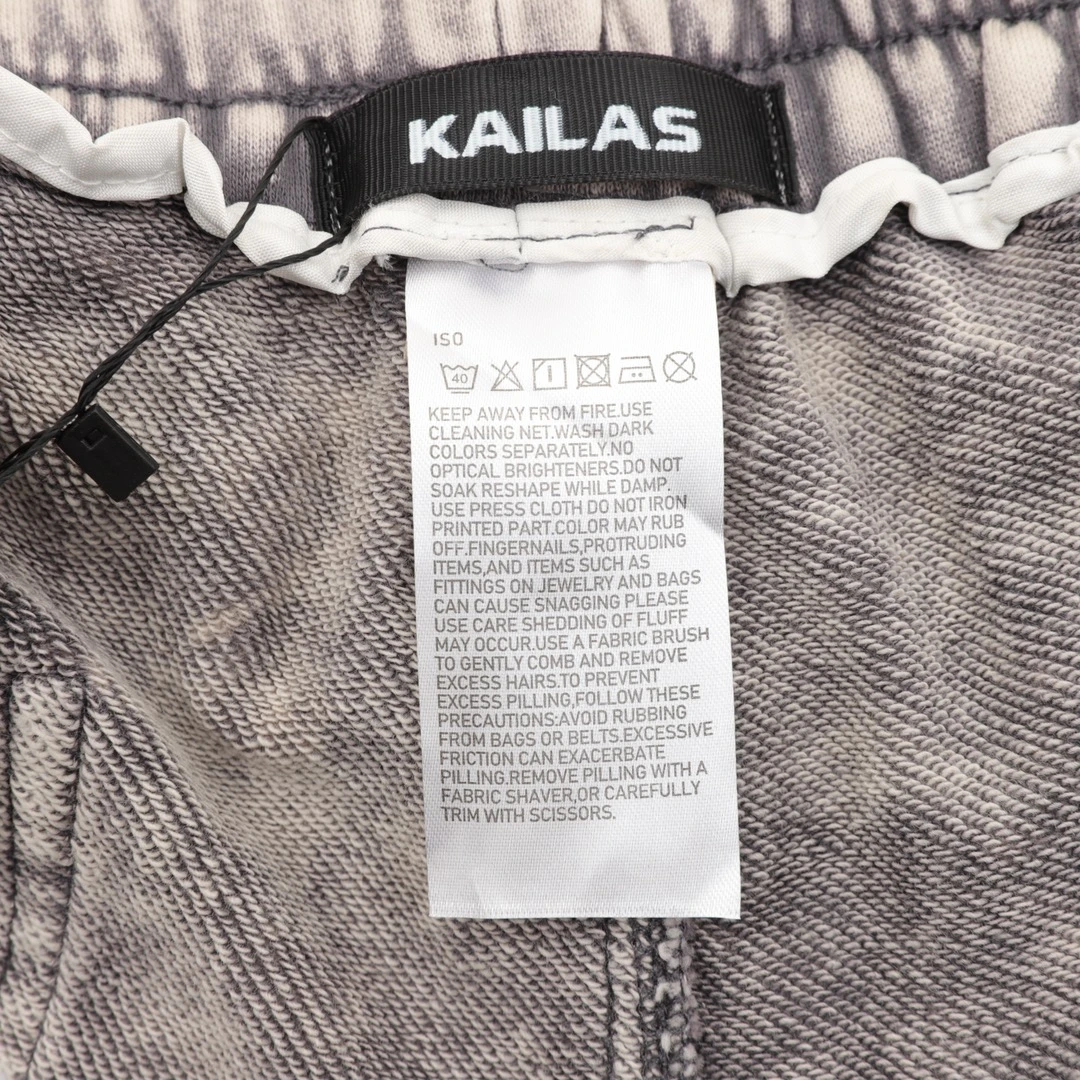 KAILAS
ISO
40
KEEP AWAY FROM FIRE.USE
CLEANING NET.WASH DARK
COLORS SEPARATELY.NO
OPTICAL BRIGHTENERS.DO NOT
SOAK RESHAPE WHILE DAMP.
USE PRESS CLOTH DO NOT IRON
PRINTED PART.COLOR MAY RUB
OFF.FINGERNAILS,PROTRUDING
ITEMS,AND ITEMS SUCH AS
FITTINGS ON JEWELRY AND BAGS
CAN CAUSE SNAGGING PLEASE
USE CARE SHEDDING OF FLUFF
MAY OCCUR.USE A FABRIC BRUSH
TO GENTLY COMB AND REMOVE
EXCESS HAIRS.TO PREVENT
EXCESS PILLING,FOLLOW THESE
PRECAUTIONS:AVOID RUBBING
FROM BAGS OR BELTS.EXCESSIVE
FRICTION CAN EXACERBATE
PILLING.REMOVE PILLING WITH A
FABRIC SHAVER,OR CAREFULLY
TRIM WITH SCISSORS.